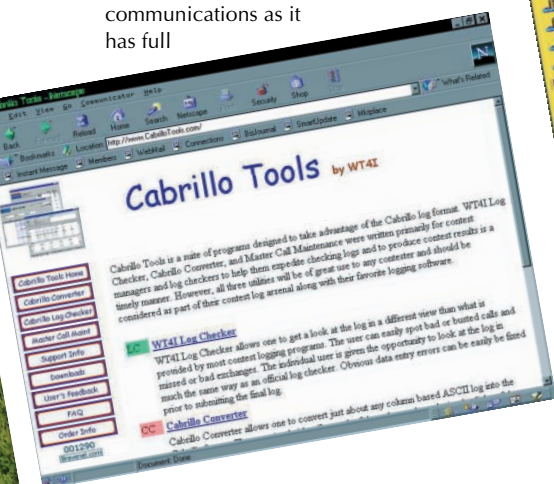 communications as it
has full
Cabrillo Tools - Netscape
Edit View Go Communicator Help
Back Reload Home Search Netscape Security Shop
Bookmarks Location http://www.CabrilloTools.com/ What's Related
Instant Message Members WebMail Connections BizJournal SmartUpdate Mktplace
Cabrillo Tools by WT4I
Cabrillo Tools is a suite of programs designed to take advantage of the Cabrillo log format. WT4I Log
Checker, Cabrillo Converter, and Master Call Maintenance were written primarily for contest
managers and log checkers to help them expedite checking logs and to produce contest results is a
timely manner. However, all three utilities will be of great use to any contester and should be
considered as part of their contest log arsenal along with their favorite logging software.
Cabrillo Tools Home
Cabrillo Converter
Cabrillo Log Checker
Master Call Maint
Support Info
Downloads
User's Feedback
FAQ
Order Info
001290
LC WT4I Log Checker
WT4I Log Checker allows one to get a look at the log in a different view than what is
provided by most contest logging programs. The user can easily spot bad or busted calls and
missed or bad exchanges. The individual user is given the opportunity to look at the log in
much the same way as an official log checker. Obvious data entry errors can be easily be fixed
prior to submitting the final log.
CC Cabrillo Converter
Cabrillo Converter allows one to convert just about any column based ASCII log into the
Document: Done